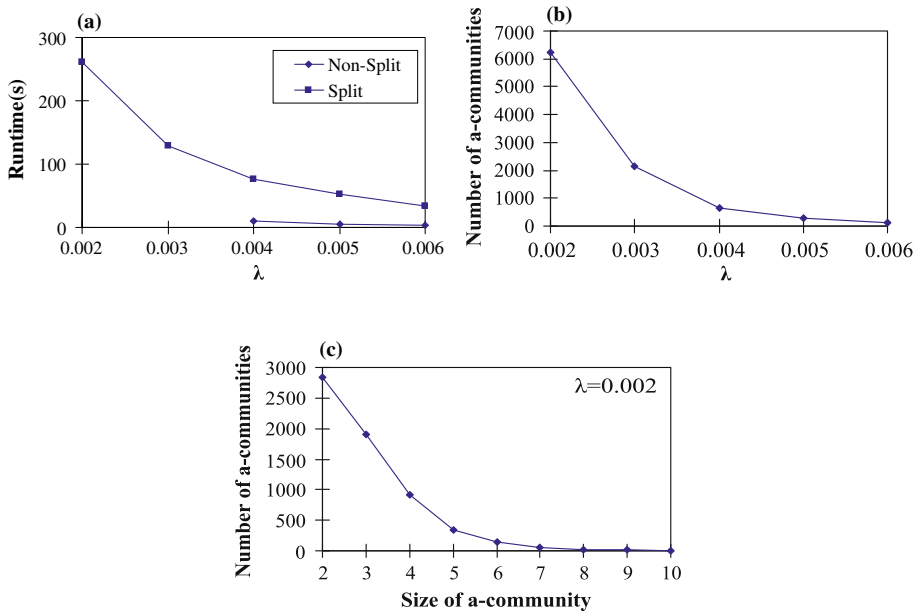 (a)
300
200
100
0
Runtime(s)
Non-Split
Split
0.002 0.003 0.004 0.005 0.006
λ
(b)
7000
6000
5000
4000
3000
2000
1000
0
Number of a-communities
0.002 0.003 0.004 0.005 0.006
λ
(c)
3000
2500
2000
1500
1000
500
0
Number of a-communities
λ=0.002
2 3 4 5 6 7 8 9 10
Size of a-community